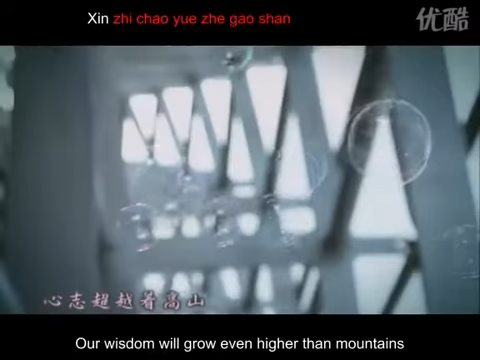 Xin zhi chao yue zhe gao shan
优酷
心志超越着高山
Our wisdom will grow even higher than mountains